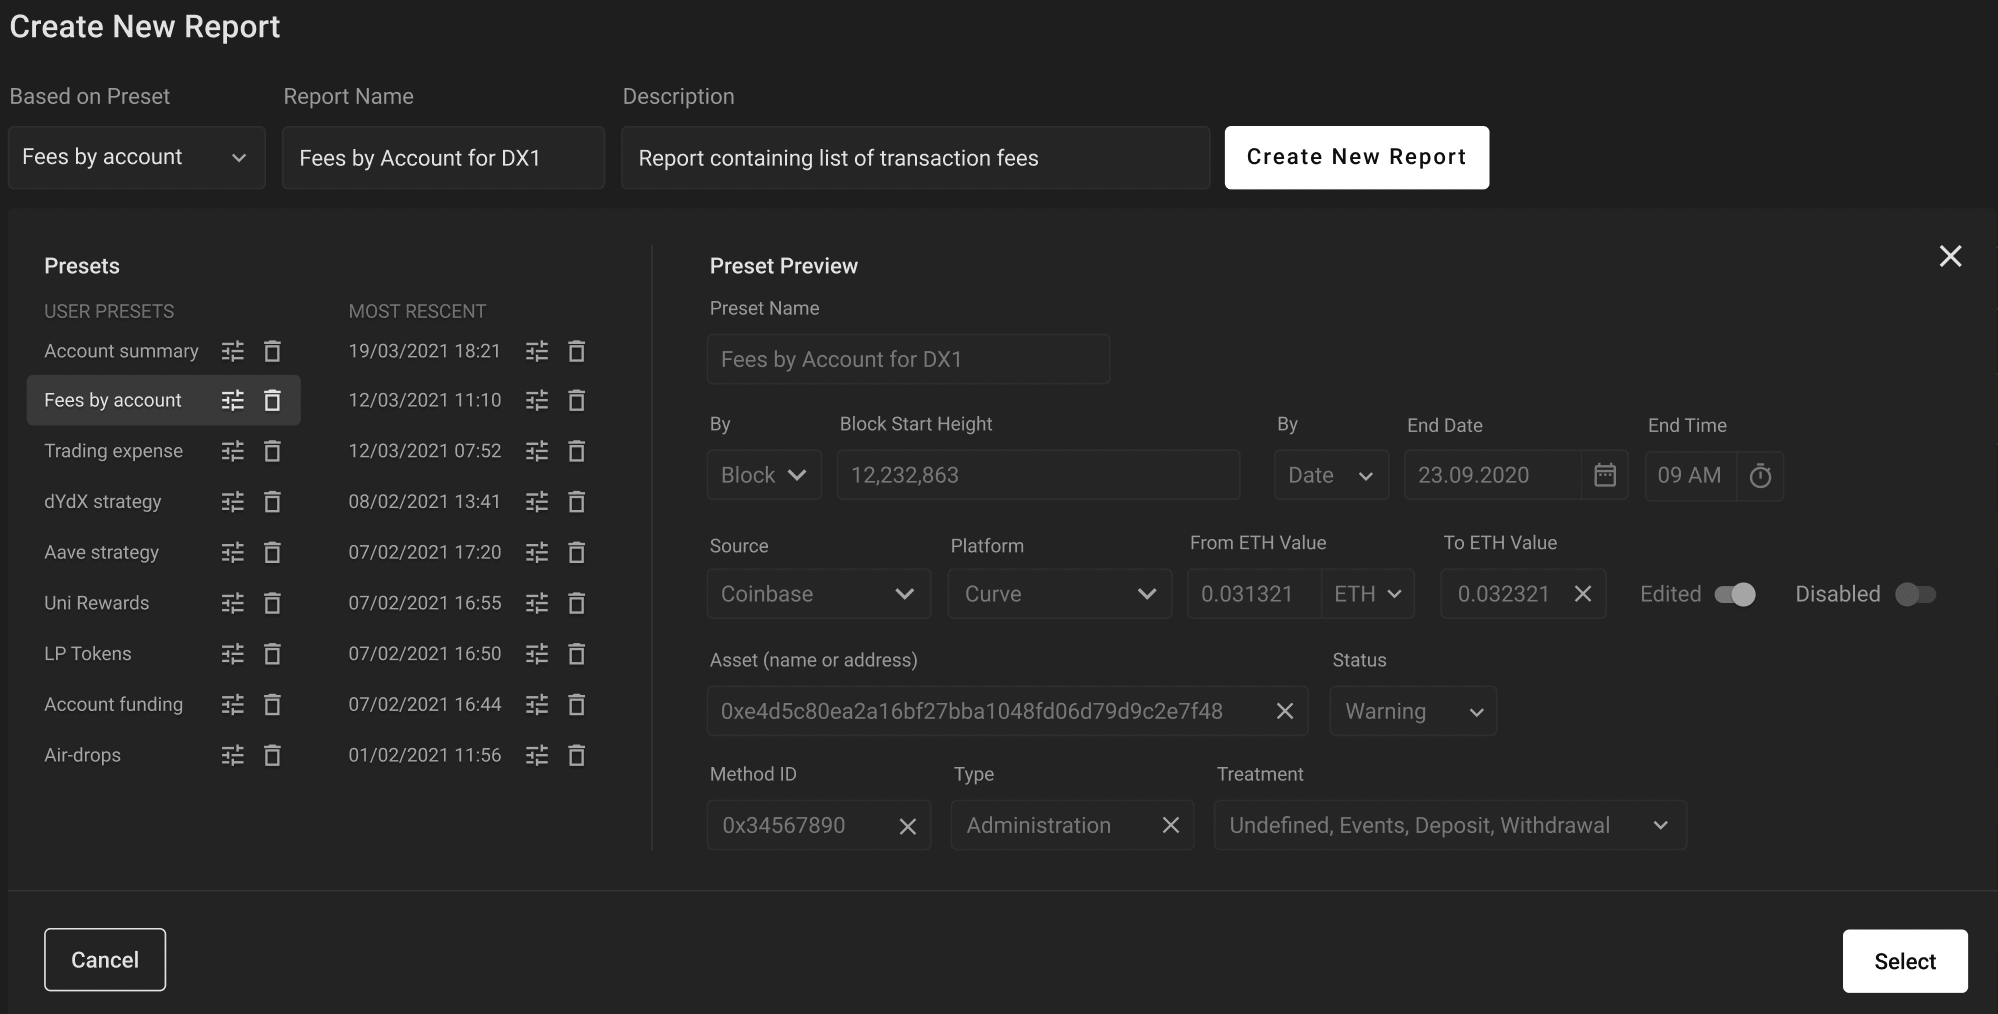 Create New Report
Based on Preset
Report Name
Description
Fees by account
Fees by Account for DX1
Report containing list of transaction fees
Create New Report
Presets
USER PRESETS
MOST RESCENT
Account summary
19/03/2021 18:21
Fees by account
12/03/2021 11:10
Trading expense
12/03/2021 07:52
dYdX strategy
08/02/2021 13:41
Aave strategy
07/02/2021 17:20
Uni Rewards
07/02/2021 16:55
LP Tokens
07/02/2021 16:50
Account funding
07/02/2021 16:44
Air-drops
01/02/2021 11:56
Preset Preview
Preset Name
Fees by Account for DX1
By
Block Start Height
By
End Date
End Time
Block
12,232,863
Date
23.09.2020
09 AM
Source
Platform
From ETH Value
To ETH Value
Coinbase
Curve
0.031321
ETH
0.032321
Edited
Disabled
Asset (name or address)
Status
0xe4d5c80ea2a16bf27bba1048fd06d79d9c2e7f48
Warning
Method ID
Type
Treatment
0x34567890
Administration
Undefined, Events, Deposit, Withdrawal
Cancel
Select